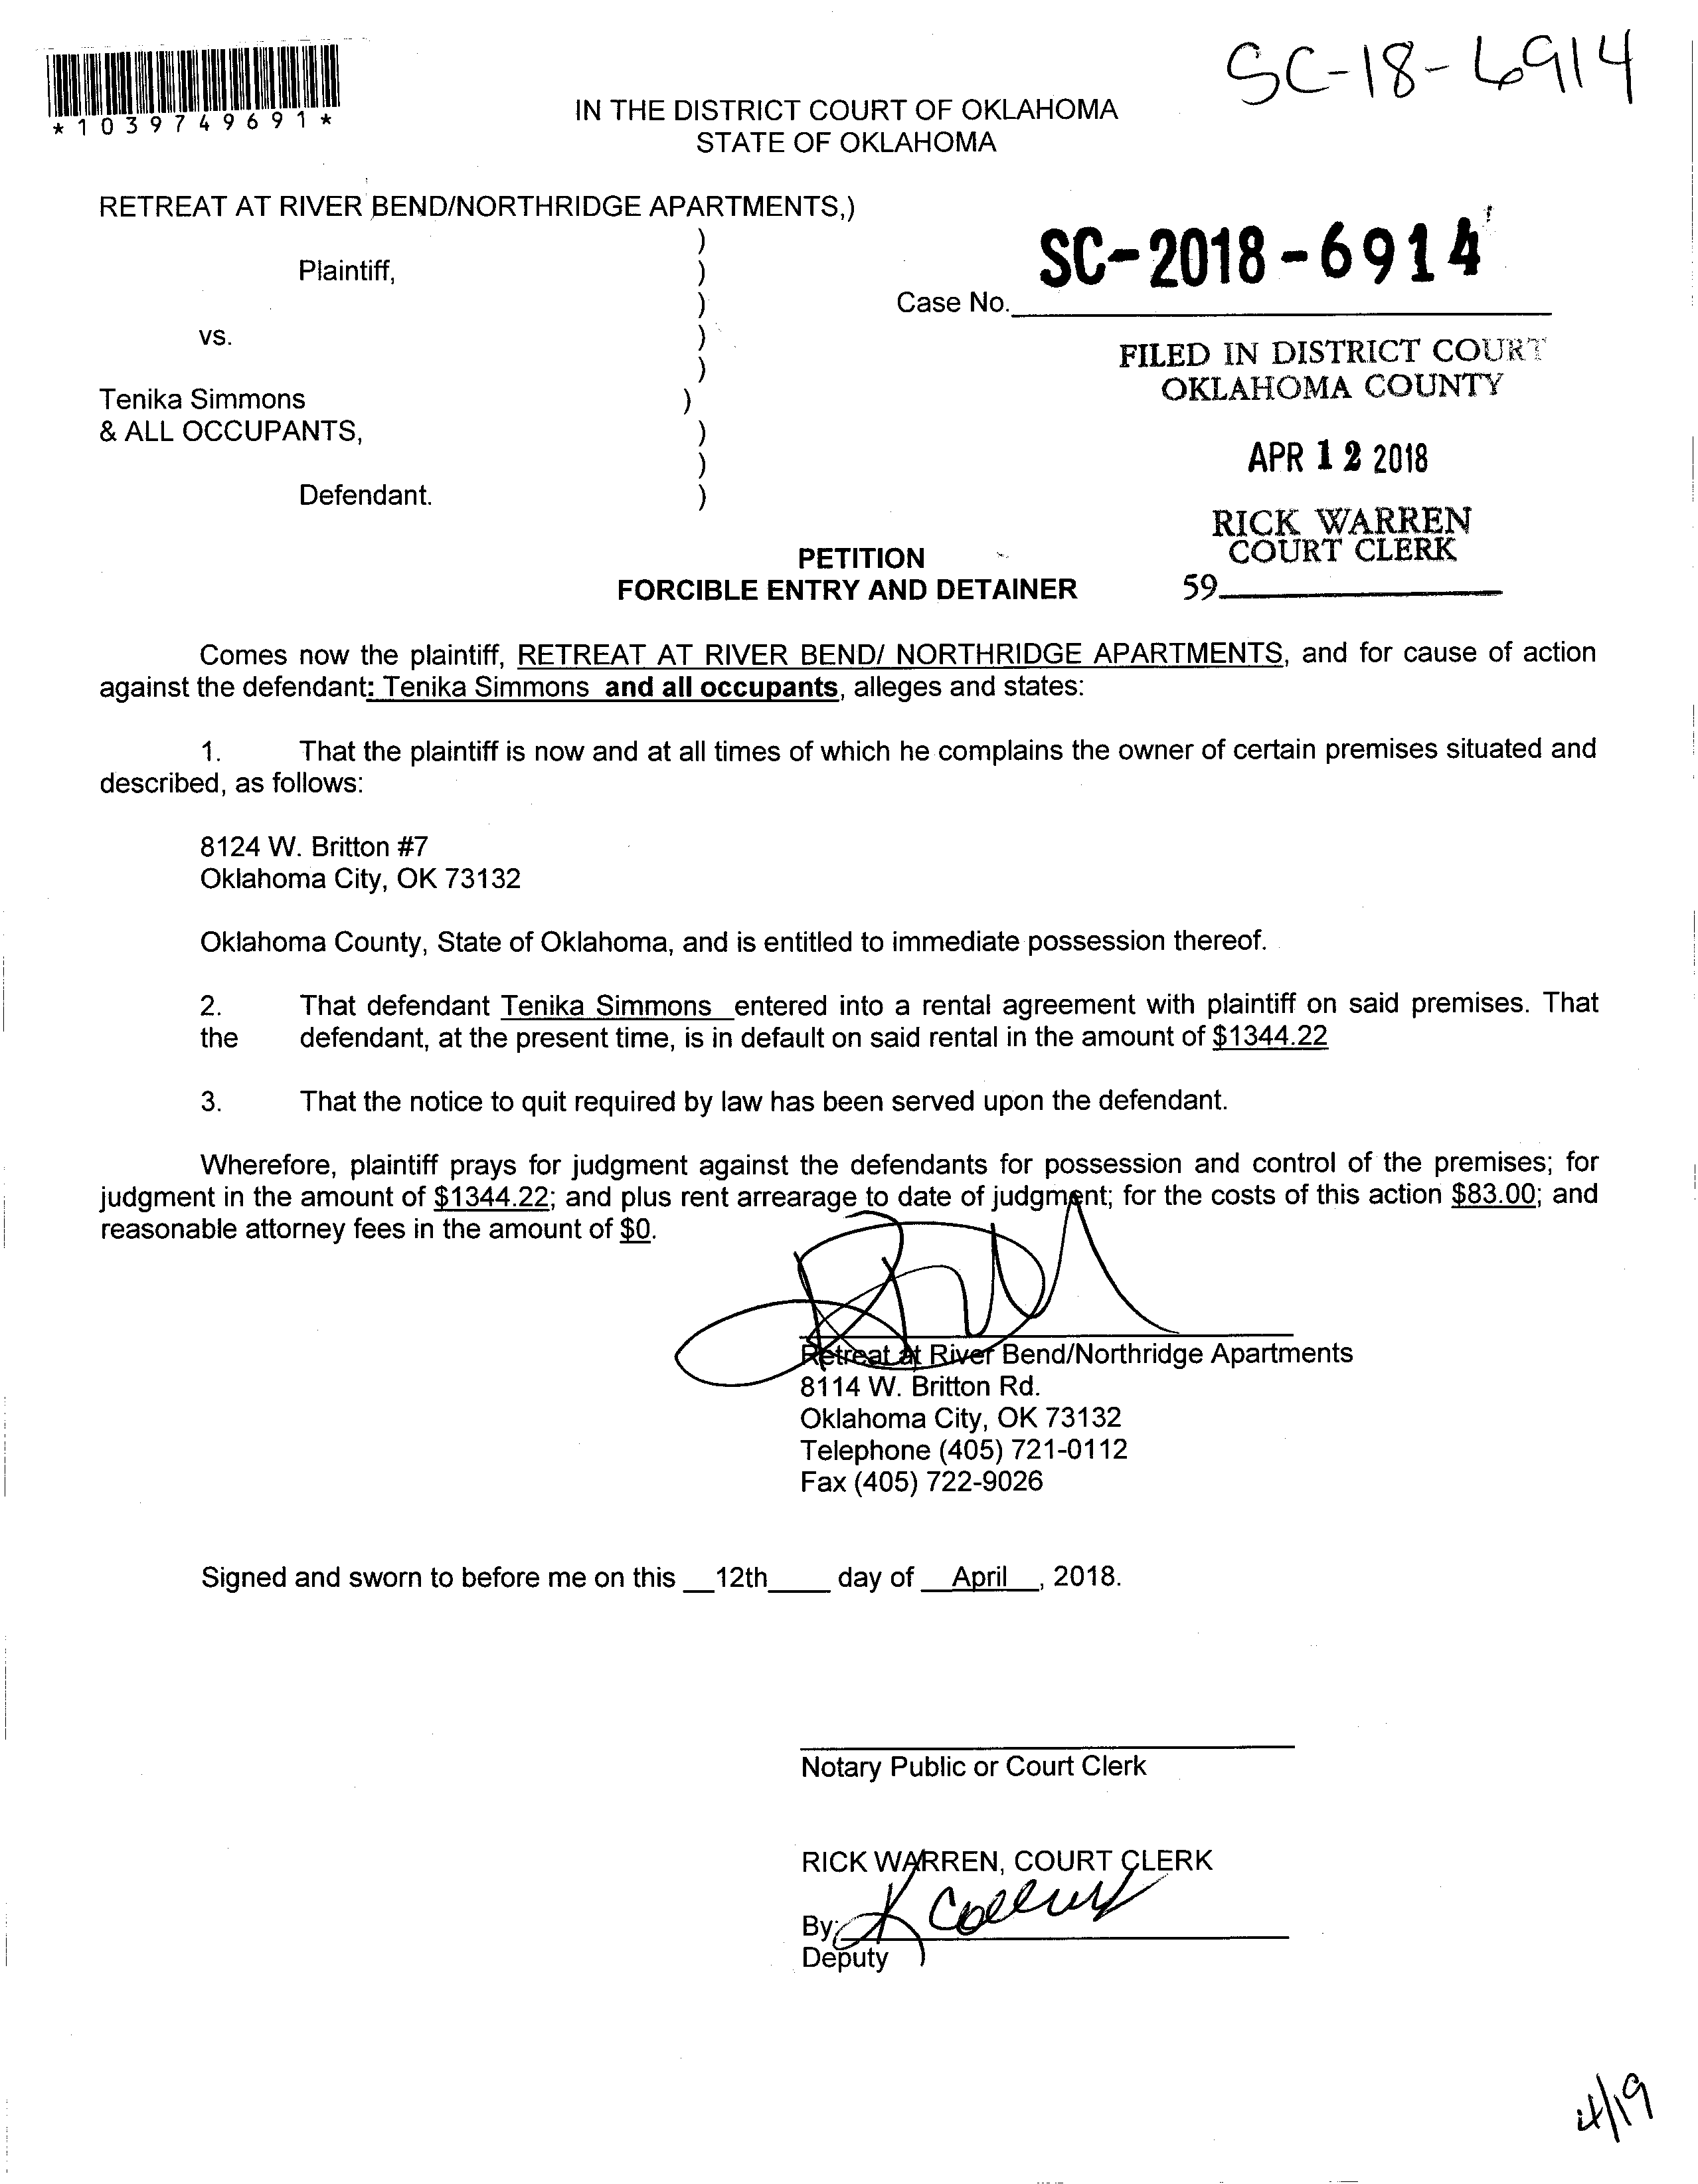 SC-18-6914
*1039749691*
IN THE DISTRICT COURT OF OKLAHOMA
STATE OF OKLAHOMA
RETREAT AT RIVER BEND/NORTHRIDGE APARTMENTS,)
)
Plaintiff, )
SC-2018-6914
) Case No.
vs. )
)
FILED IN DISTRICT COURT
OKLAHOMA COUNTY
Tenika Simmons )
& ALL OCCUPANTS, )
)
APR 12 2018
Defendant. )
RICK WARREN
COURT CLERK
59
PETITION
FORCIBLE ENTRY AND DETAINER
Comes now the plaintiff, RETREAT AT RIVER BEND/ NORTHRIDGE APARTMENTS, and for cause of action
against the defendant: Tenika Simmons and all occupants, alleges and states:
1. That the plaintiff is now and at all times of which he complains the owner of certain premises situated and
described, as follows:
8124 W. Britton #7
Oklahoma City, OK 73132
Oklahoma County, State of Oklahoma, and is entitled to immediate possession thereof.
2. That defendant Tenika Simmons entered into a rental agreement with plaintiff on said premises. That
the defendant, at the present time, is in default on said rental in the amount of $1344.22
3. That the notice to quit required by law has been served upon the defendant.
Wherefore, plaintiff prays for judgment against the defendants for possession and control of the premises; for
judgment in the amount of $1344.22; and plus rent arrearage to date of judgment; for the costs of this action $83.00; and
reasonable attorney fees in the amount of $0.
Retreat at River Bend/Northridge Apartments
8114 W. Britton Rd.
Oklahoma City, OK 73132
Telephone (405) 721-0112
Fax (405) 722-9026
Signed and sworn to before me on this __12th____ day of __April__, 2018.
Notary Public or Court Clerk
RICK WARREN, COURT CLERK
By:
Deputy
4/19